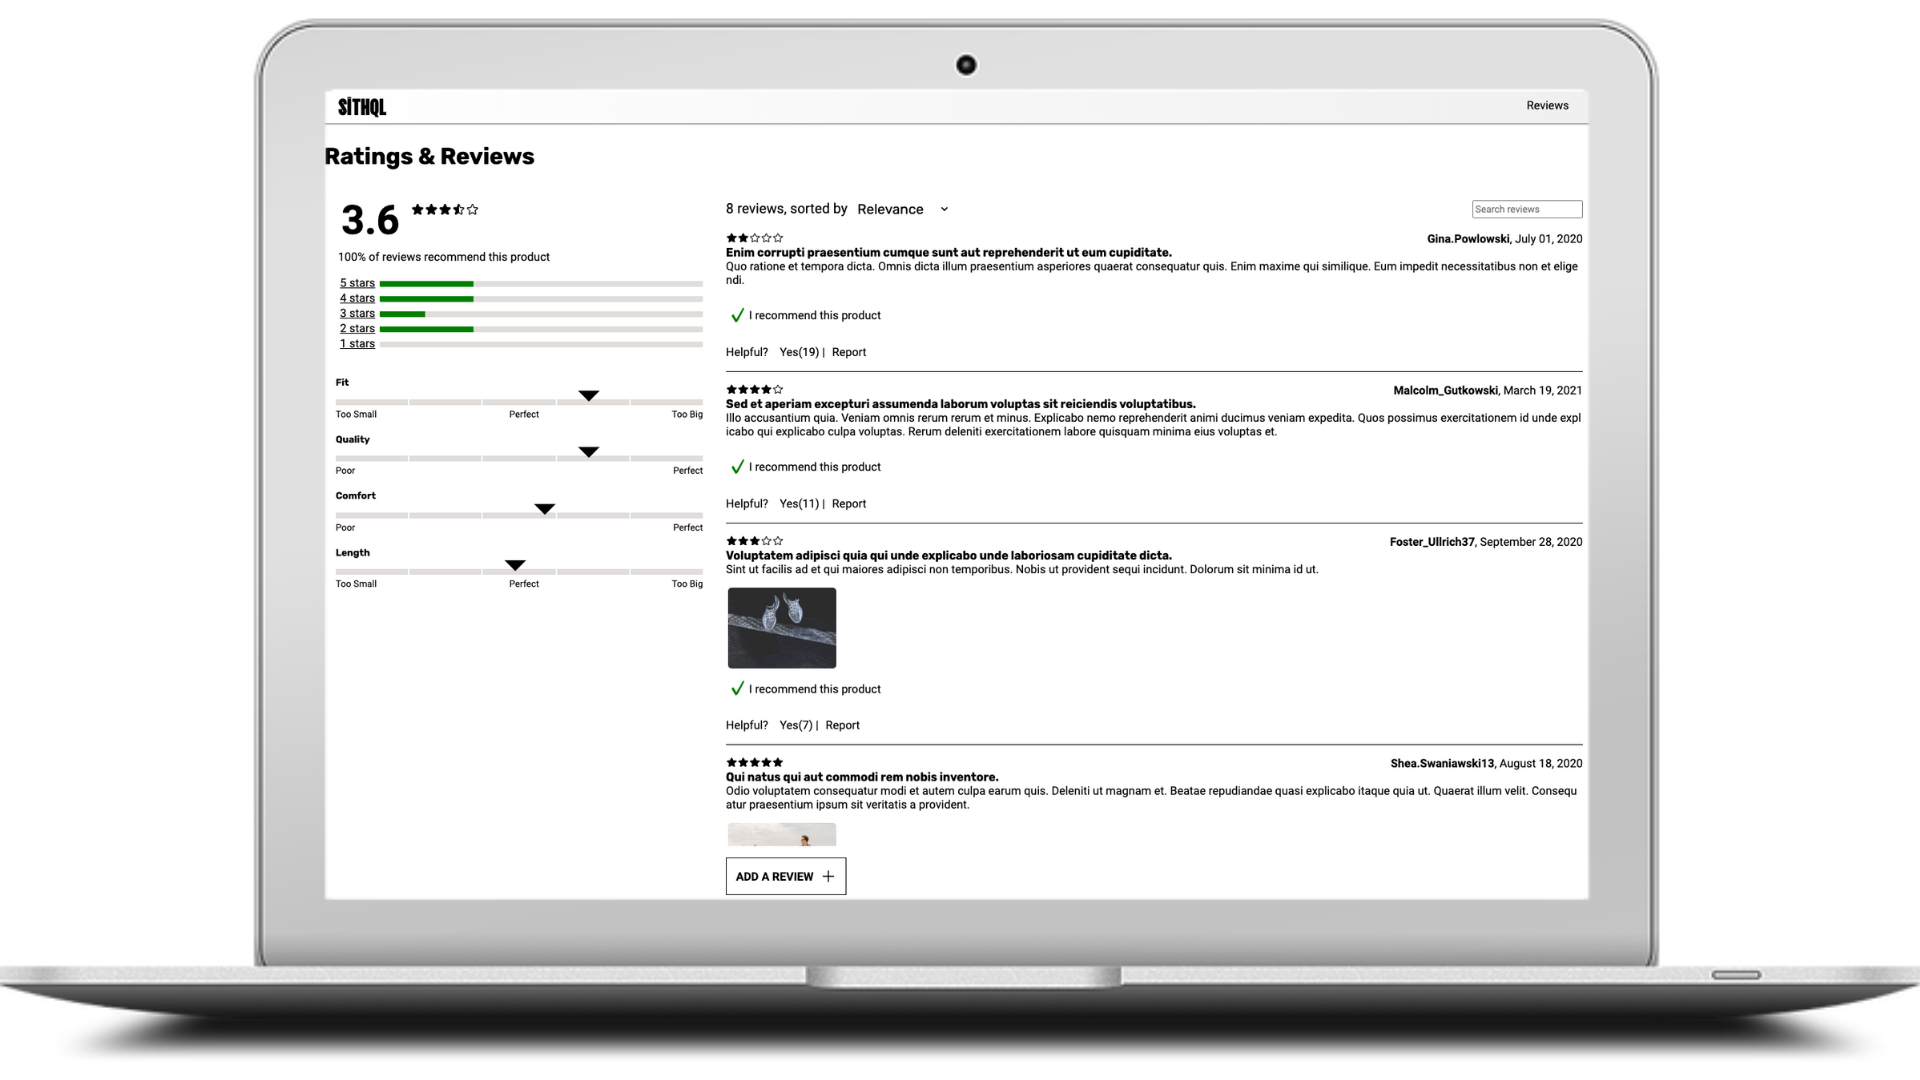 SiTHQL
Reviews
Ratings & Reviews
3.6
100% of reviews recommend this product
5 stars
4 stars
3 stars
2 stars
1 stars
Fit
Too Small Perfect Too Big
Quality
Poor Perfect
Comfort
Poor Perfect
Length
Too Small Perfect Too Big
8 reviews, sorted by Relevance
Search reviews
Gina.Powlowski, July 01, 2020
Enim corrupti praesentium cumque sunt aut reprehenderit ut eum cupiditate.
Quo ratione et tempora dicta. Omnis dicta illum praesentium asperiores quaerat consequatur quis. Enim maxime qui similique. Eum impedit necessitatibus non et elige
ndi.
I recommend this product
Helpful? Yes(19) | Report
Malcolm_Gutkowski, March 19, 2021
Sed et aperiam excepturi assumenda laborum voluptas sit reiciendis voluptatibus.
Illo accusantium quia. Veniam omnis rerum rerum et minus. Explicabo nemo reprehenderit animi ducimus veniam expedita. Quos possimus exercitationem id unde expl
icabo qui explicabo culpa voluptas. Rerum deleniti exercitationem labore quisquam minima eius voluptas et.
I recommend this product
Helpful? Yes(11) | Report
Foster_Ullrich37, September 28, 2020
Voluptatem adipisci quia qui unde explicabo unde laboriosam cupiditate dicta.
Sint ut facilis ad et qui maiores adipisci non temporibus. Nobis ut provident sequi incidunt. Dolorum sit minima id ut.
I recommend this product
Helpful? Yes(7) | Report
Shea.Swaniawski13, August 18, 2020
Qui natus qui aut commodi rem nobis inventore.
Odio voluptatem consequatur modi et autem culpa earum quis. Deleniti ut magnam et. Beatae repudiandae quasi explicabo itaque quia ut. Quaerat illum velit. Consequ
atur praesentium ipsum sit veritatis a provident.
ADD A REVIEW +